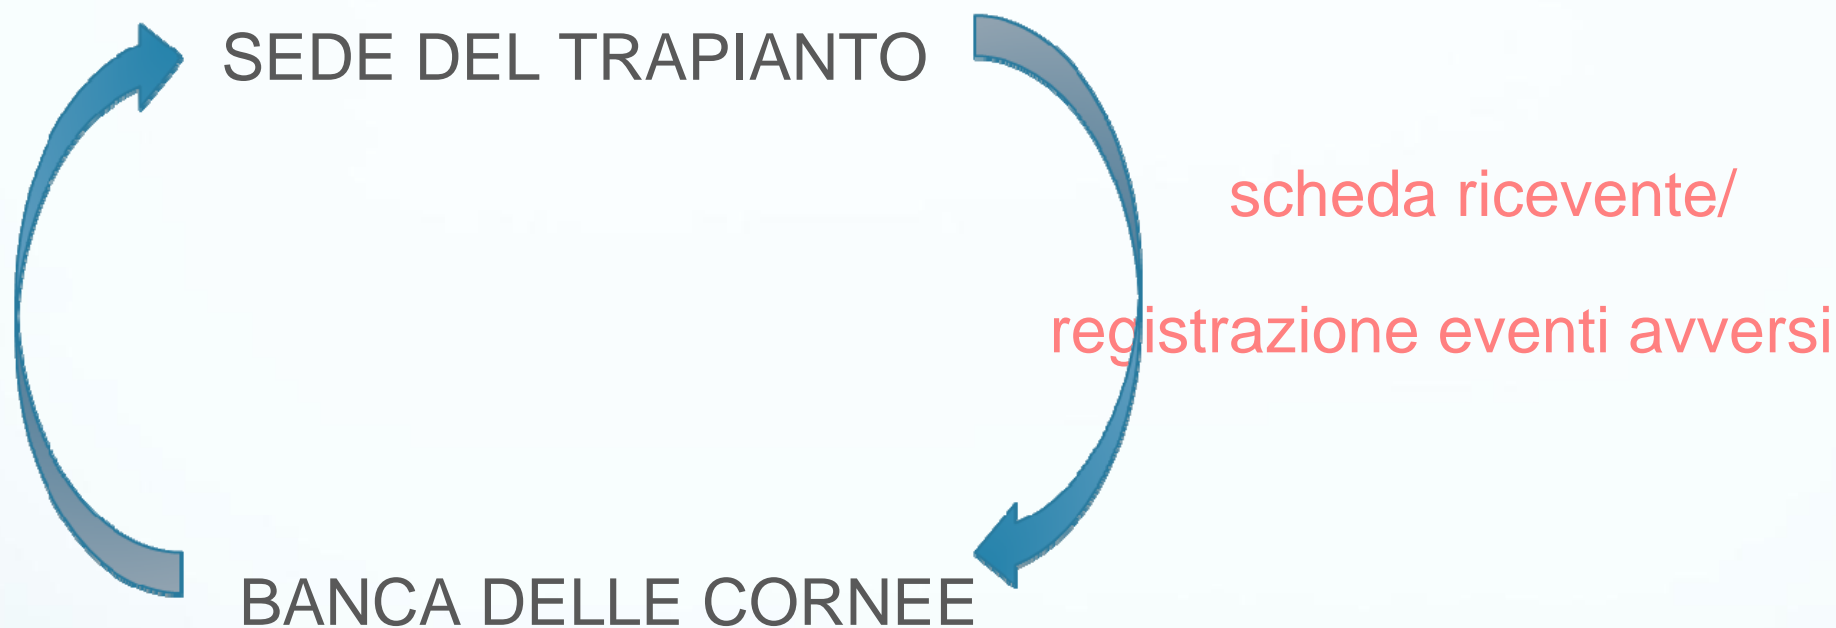 SEDE DEL TRAPIANTO
scheda ricevente/
registrazione eventi avversi
BANCA DELLE CORNEE